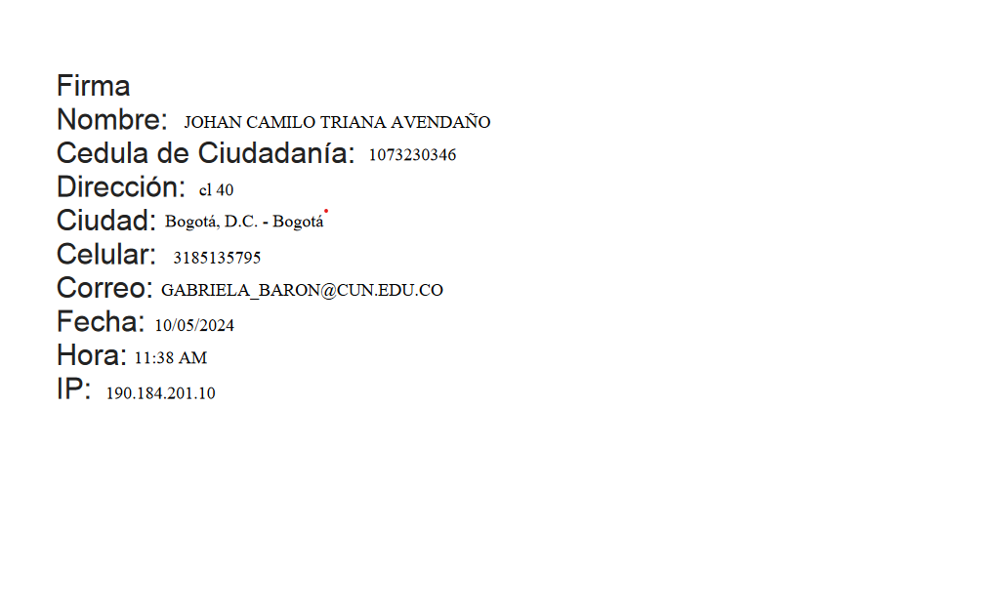 Firma
Nombre: JOHAN CAMILO TRIANA AVENDAÑO
Cedula de Ciudadanía: 1073230346
Dirección: cl 40
Ciudad: Bogotá, D.C. - Bogotá
Celular: 3185135795
Correo: GABRIELA_BARON@CUN.EDU.CO
Fecha: 10/05/2024
Hora: 11:38 AM
IP: 190.184.201.10